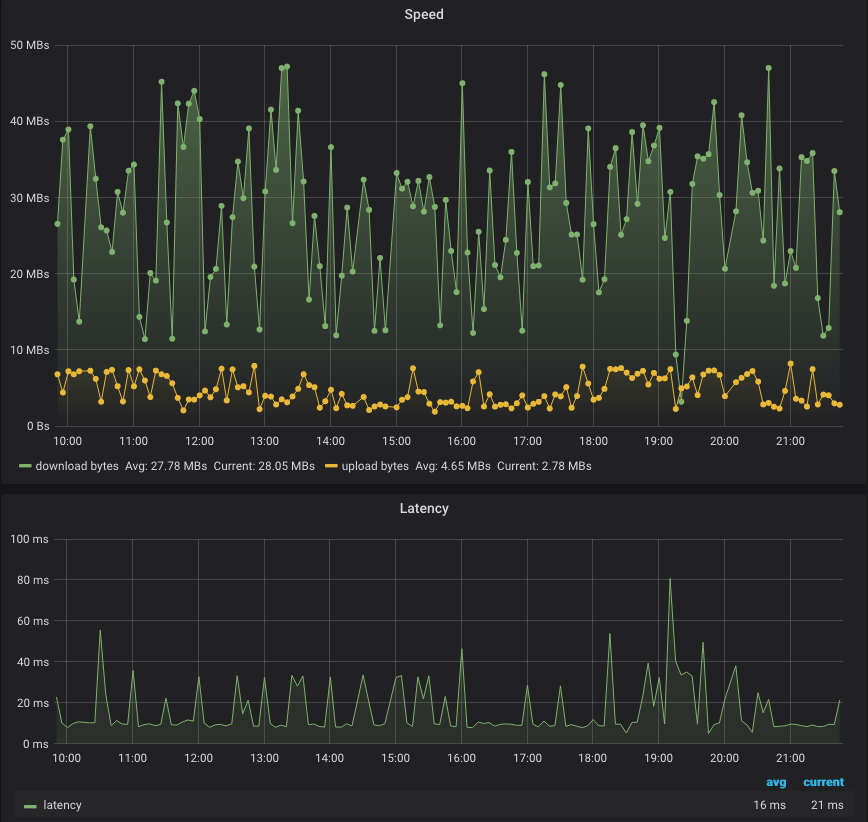 Speed
50 MBs
40 MBs
30 MBs
20 MBs
10 MBs
0 Bs
10:00 11:00 12:00 13:00 14:00 15:00 16:00 17:00 18:00 19:00 20:00 21:00
download bytes Avg: 27.78 MBs Current: 28.05 MBs upload bytes Avg: 4.65 MBs Current: 2.78 MBs
Latency
100 ms
80 ms
60 ms
40 ms
20 ms
0 ms
10:00 11:00 12:00 13:00 14:00 15:00 16:00 17:00 18:00 19:00 20:00 21:00
avg current
latency 16 ms 21 ms